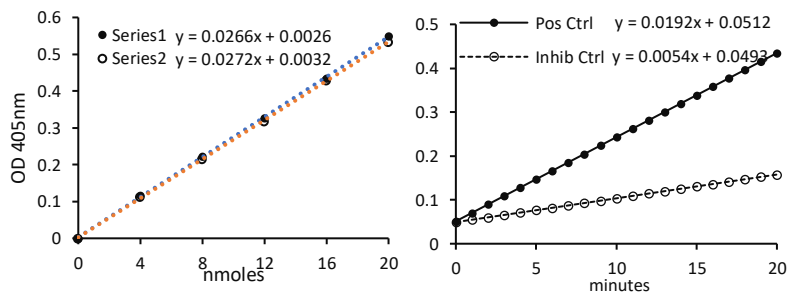 0.6
0.5
0.4
0.3
0.2
0.1
0
OD 405nm
Series1 y = 0.0266x + 0.0026
Series2 y = 0.0272x + 0.0032
0 4 8 12 16 20
nmoles
0.5
0.4
0.3
0.2
0.1
0
Pos Ctrl y = 0.0192x + 0.0512
Inhib Ctrl y = 0.0054x + 0.0493
0 5 10 15 20
minutes